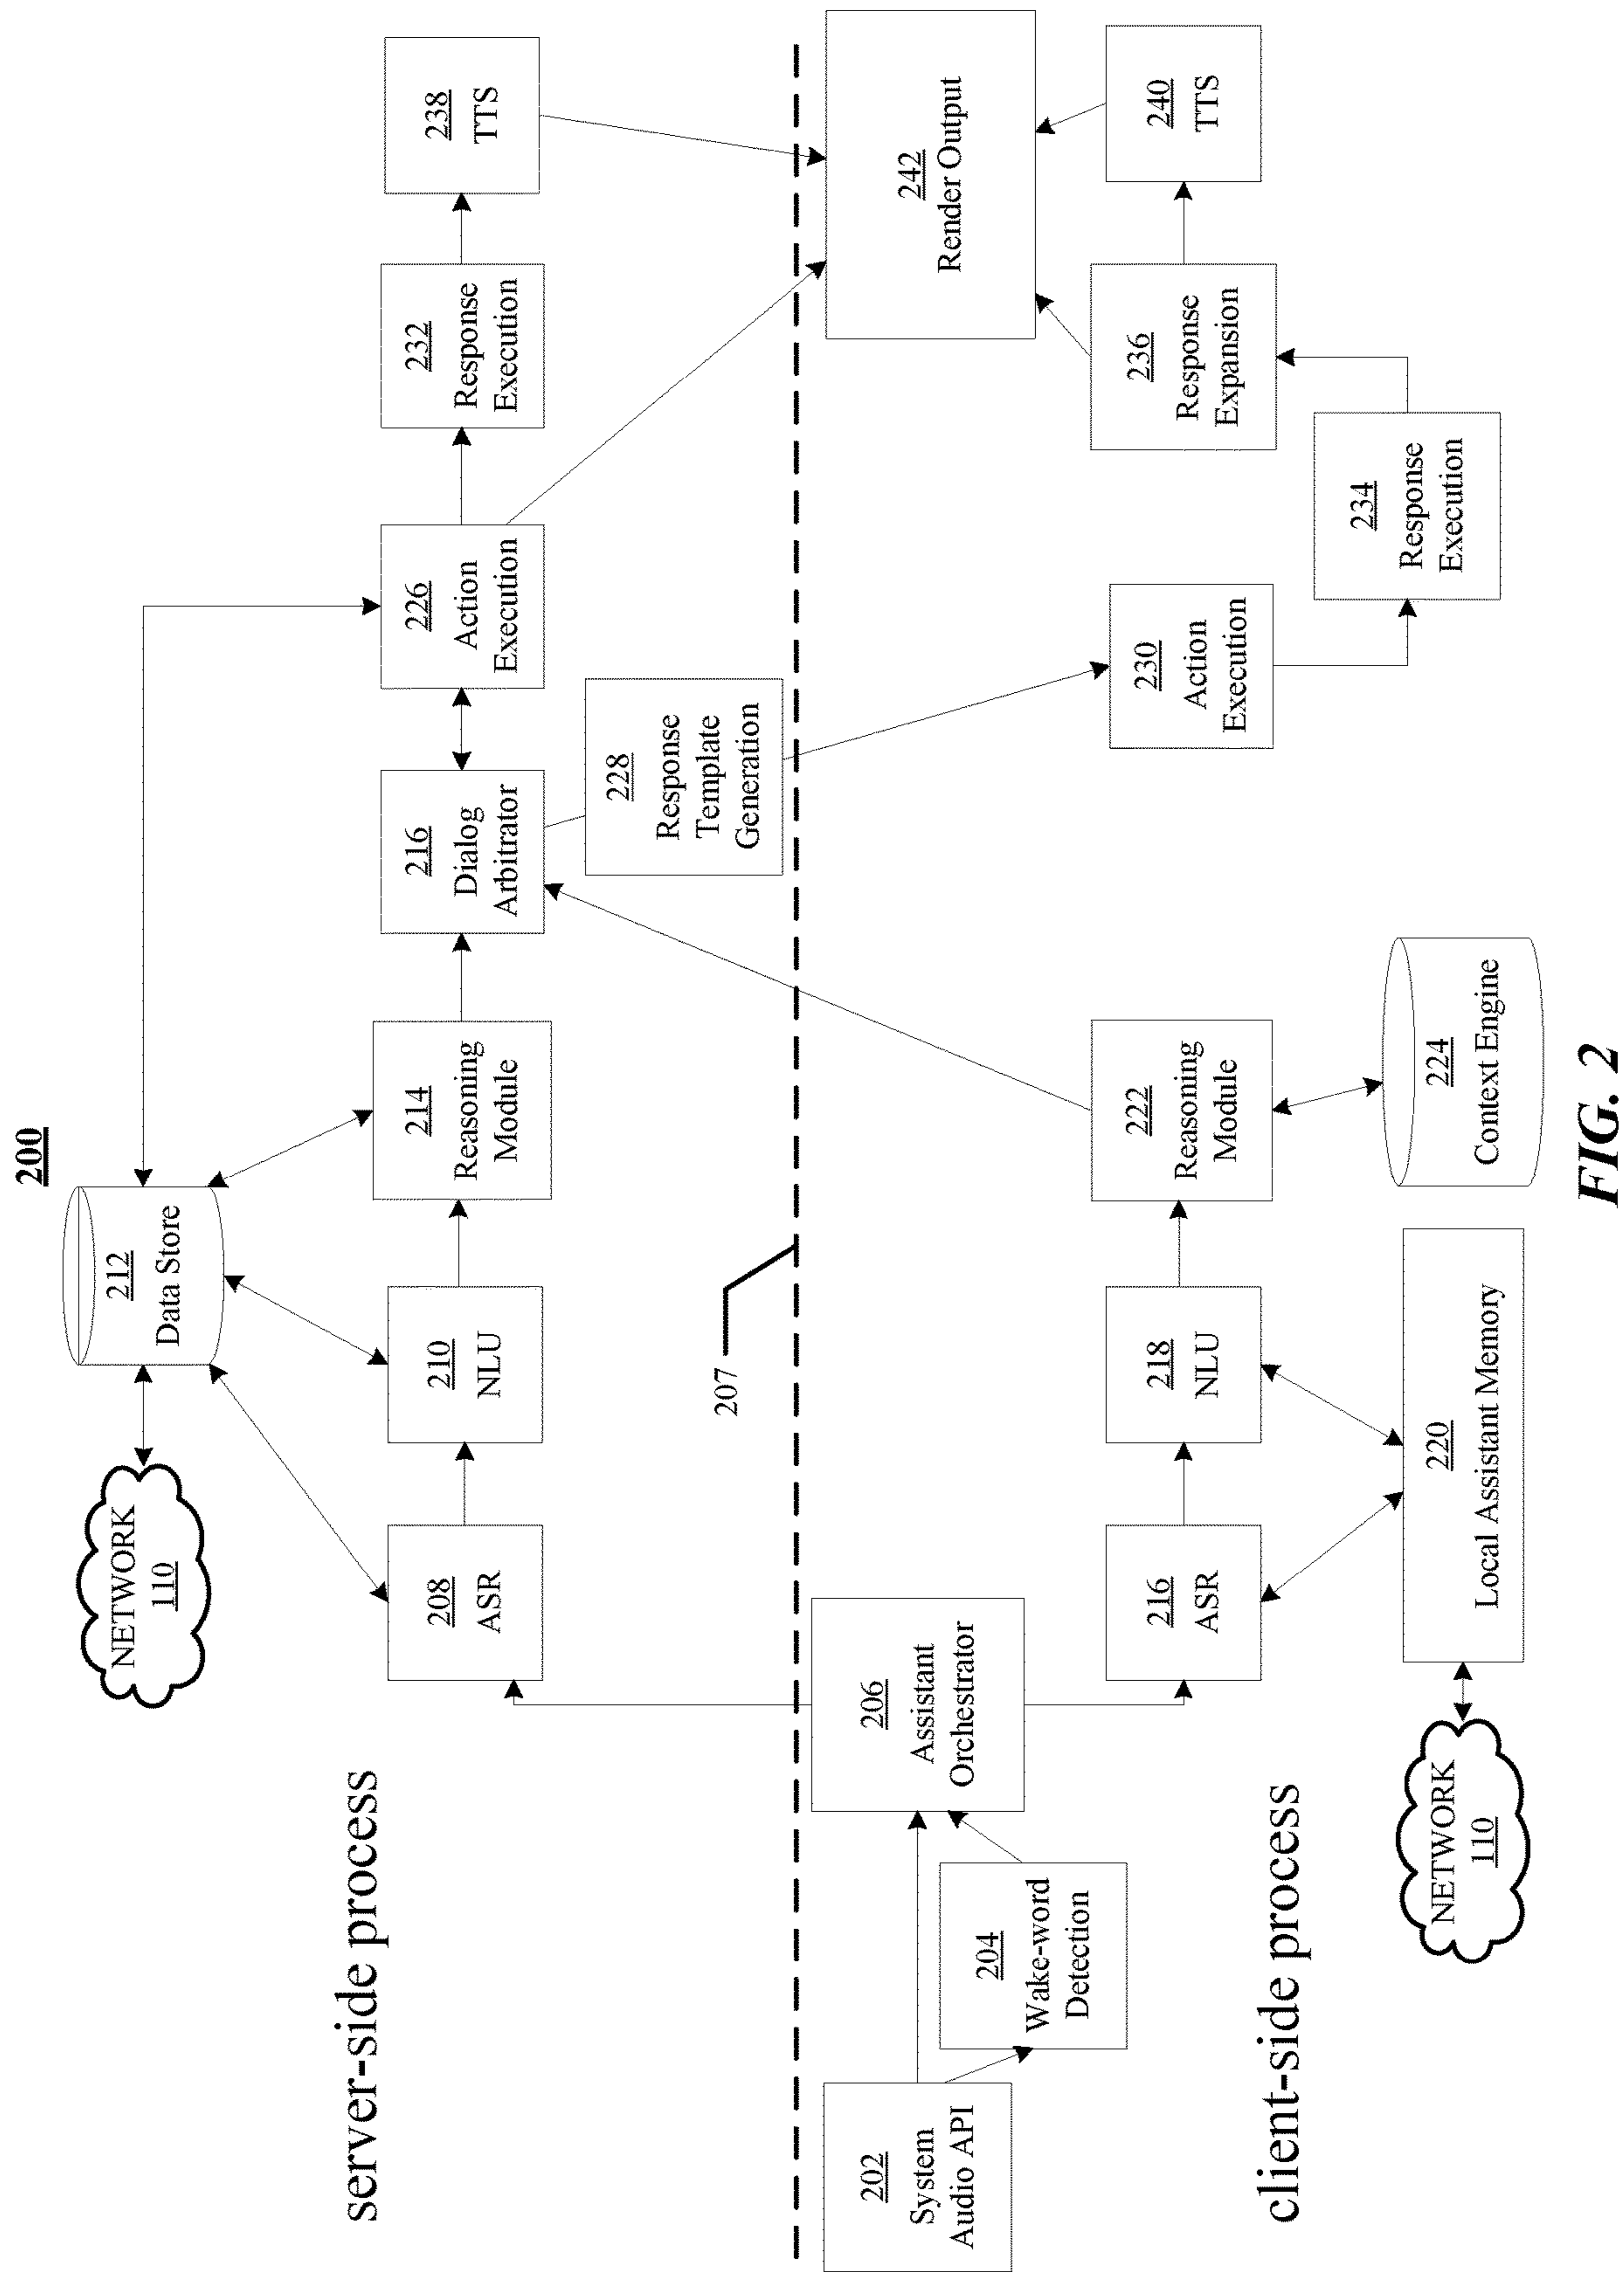 200
NETWORK
110
212
Data Store
server-side process
208
ASR
210
NLU
214
Reasoning
Module
216
Dialog
Arbitrator
226
Action
Execution
232
Response
Execution
238
TTS
228
Response
Template
Generation
207
202
System
Audio API
204
Wake-word
Detection
206
Assistant
Orchestrator
242
Render Output
client-side process
216
ASR
218
NLU
222
Reasoning
Module
230
Action
Execution
236
Response
Expansion
240
TTS
NETWORK
110
220
Local Assistant Memory
224
Context Engine
234
Response
Execution
FIG. 2